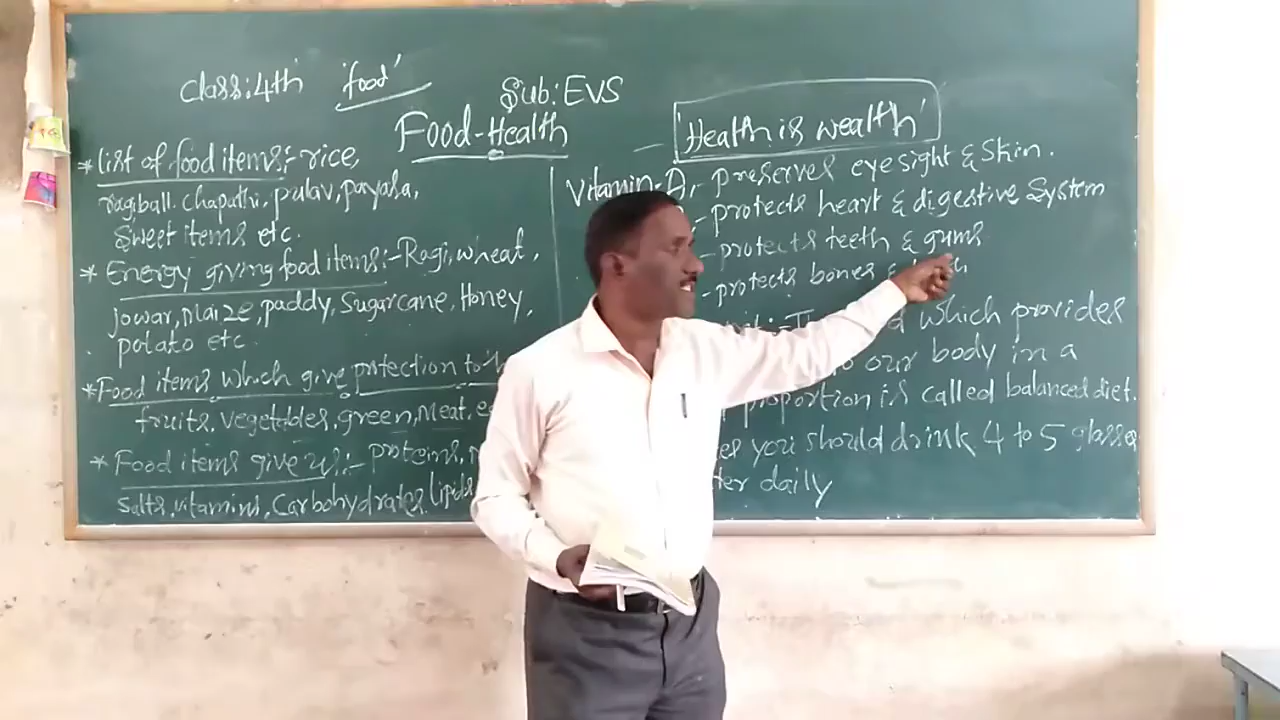 Class:4th 'food' Sub:EVS
Food-Health
* list of food items:- rice,
ragiball. chapathi, pulav, payasa,
Sweet items etc.
* Energy giving food items:- Ragi, wheat,
jowar, maize, paddy, Sugarcane, Honey,
potato etc.
* Food items which give protection to
fruits, vegetables, green, Meat,
* Food items give us:- proteins,
salts, vitamins, Carbohydrates, lipids
'Health is wealth'
Vitamin-A,- preserves eye sight & skin.
- protects heart & digestive System
- protects teeth & gums
- protects bones &
which provides
our body in a
proportion is called balanced diet.
you should drink 4 to 5 glasses
daily